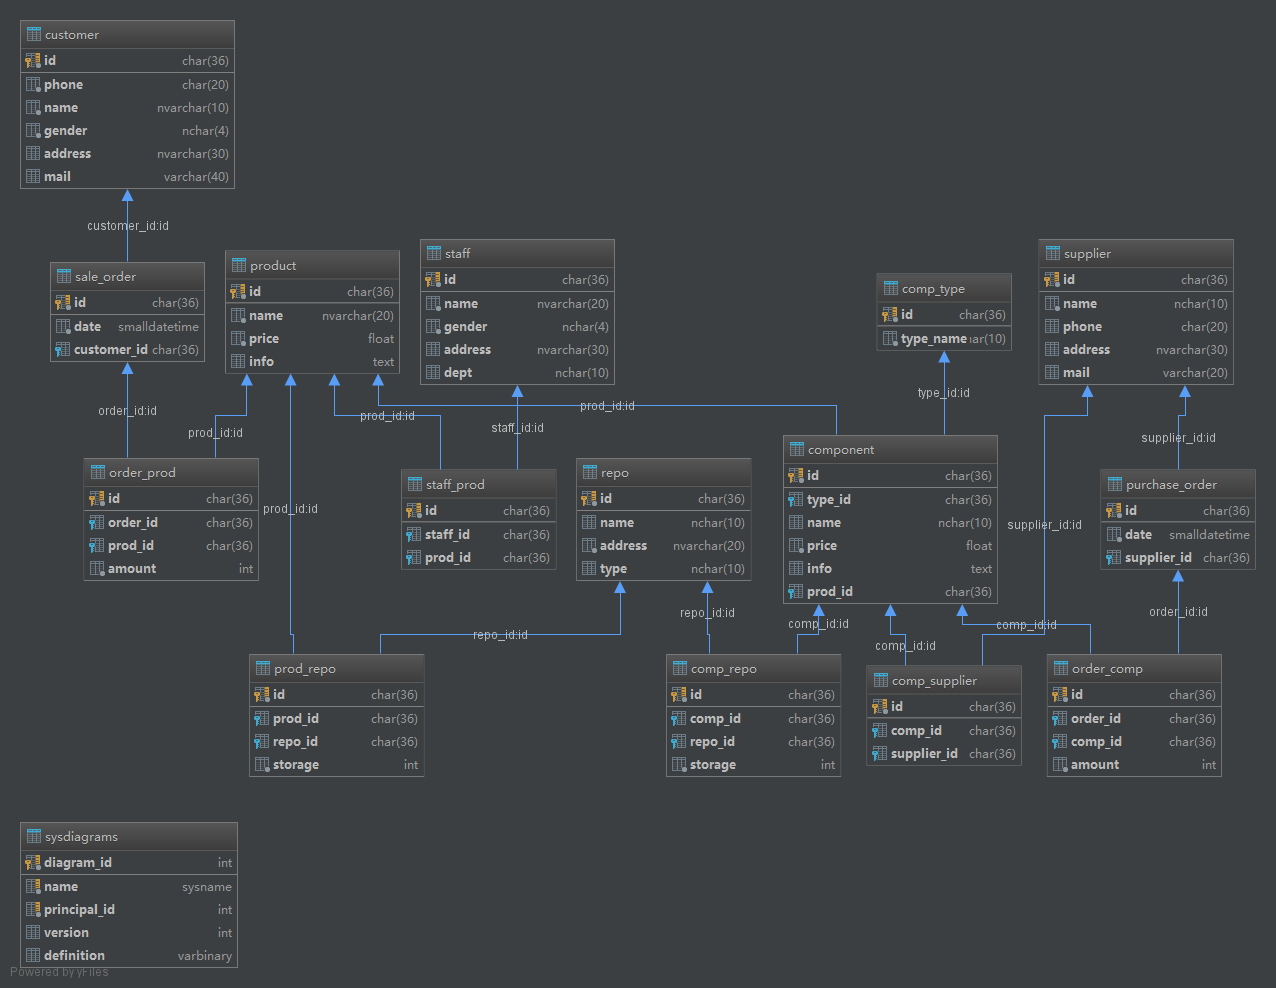 customer
id char(36)
phone char(20)
name nvarchar(10)
gender nchar(4)
address nvarchar(30)
mail varchar(40)
customer_id:id
sale_order
id char(36)
date smalldatetime
customer_id char(36)
product
id char(36)
name nvarchar(20)
price float
info text
staff
id char(36)
name nvarchar(20)
gender nchar(4)
address nvarchar(30)
dept nchar(10)
comp_type
id char(36)
type_name ıar(10)
supplier
id char(36)
name nchar(10)
phone char(20)
address nvarchar(30)
mail varchar(20)
order_id:id
prod_id:id
prod_id:id
prod_id:id
staff_id:id
prod_id:id
type_id:id
supplier_id:id
supplier_id:id
order_prod
id char(36)
order_id char(36)
prod_id char(36)
amount int
staff_prod
id char(36)
staff_id char(36)
prod_id char(36)
repo
id char(36)
name nchar(10)
address nvarchar(20)
type nchar(10)
component
id char(36)
type_id char(36)
name nchar(10)
price float
info text
prod_id char(36)
purchase_order
id char(36)
date smalldatetime
supplier_id char(36)
repo_id:id
repo_id:id
comp_id:id
comp_id:id
comp_id:id
order_id:id
prod_repo
id char(36)
prod_id char(36)
repo_id char(36)
storage int
comp_repo
id char(36)
comp_id char(36)
repo_id char(36)
storage int
comp_supplier
id char(36)
comp_id char(36)
supplier_id char(36)
order_comp
id char(36)
order_id char(36)
comp_id char(36)
amount int
sysdiagrams
diagram_id int
name sysname
principal_id int
version int
definition varbinary
Powered by yFiles